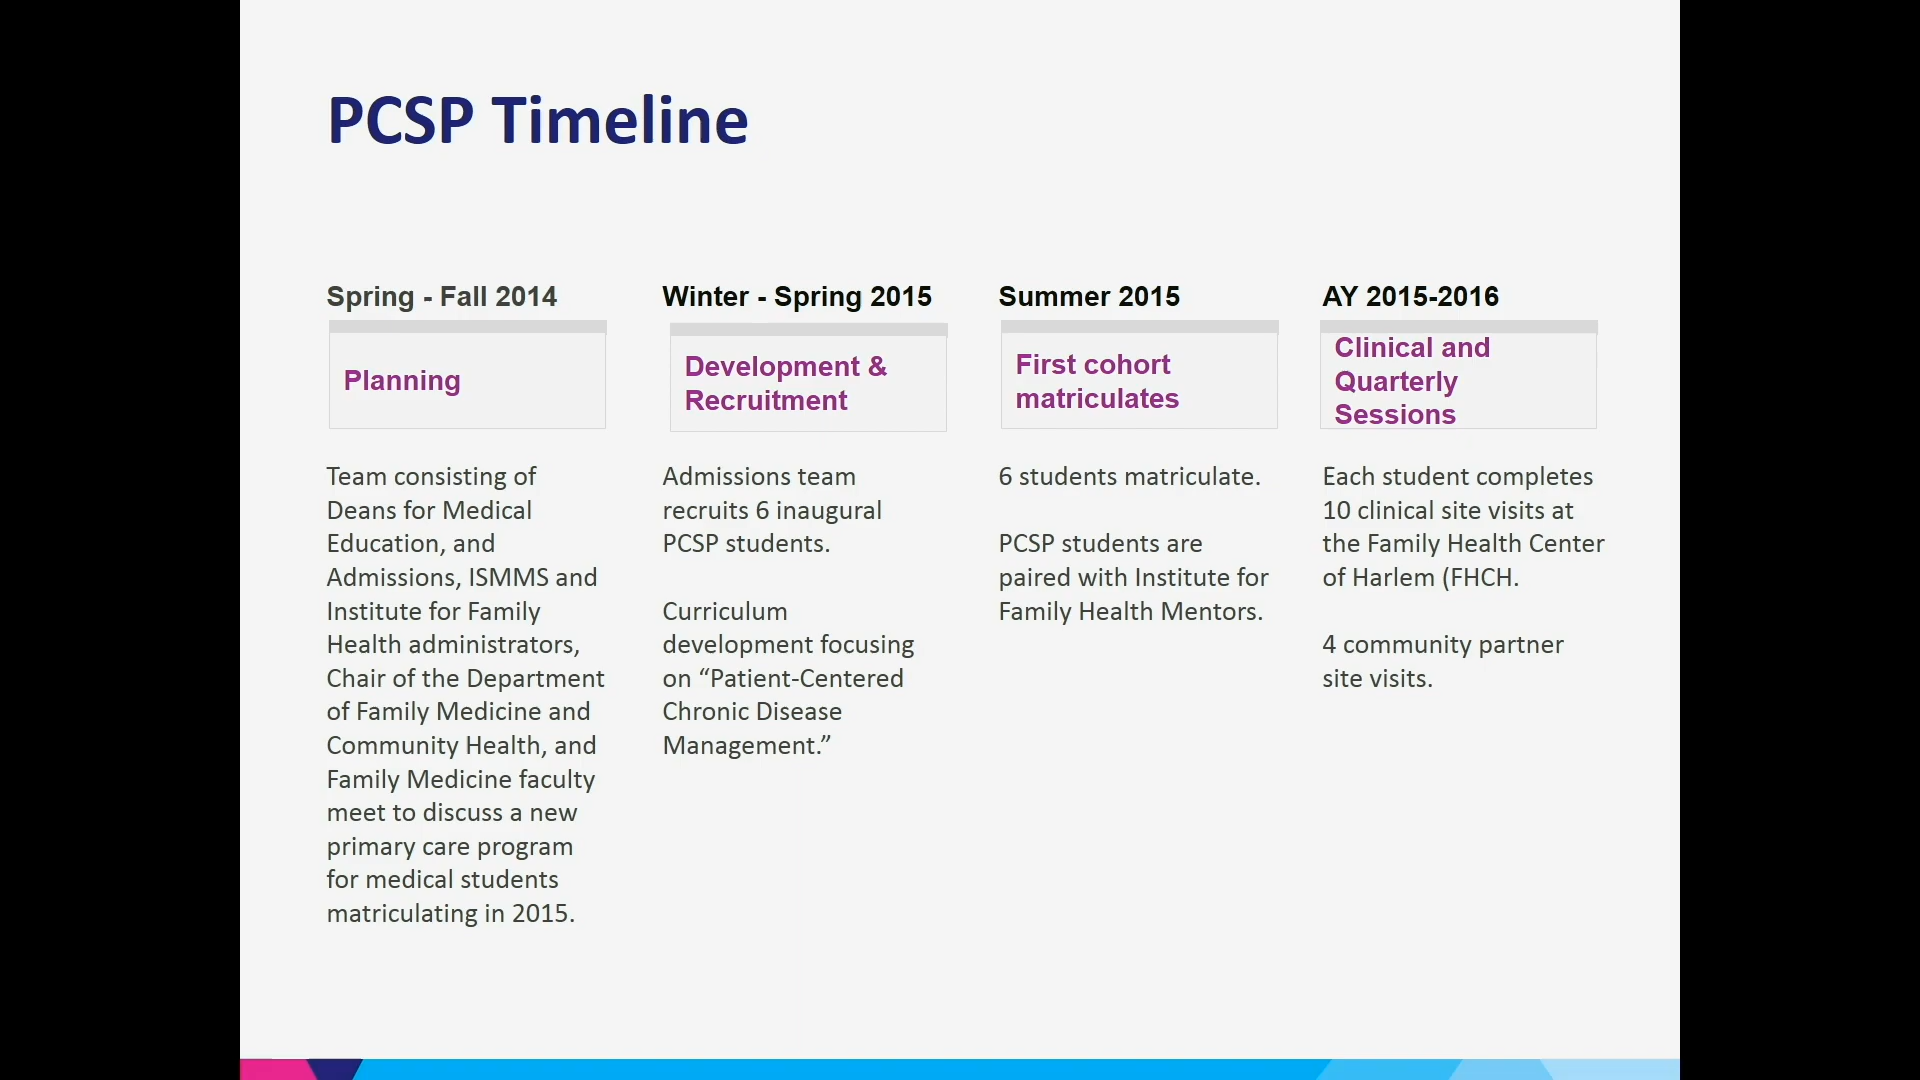 PCSP Timeline
Spring - Fall 2014
Planning
Team consisting of
Deans for Medical
Education, and
Admissions, ISMMS and
Institute for Family
Health administrators,
Chair of the Department
of Family Medicine and
Community Health, and
Family Medicine faculty
meet to discuss a new
primary care program
for medical students
matriculating in 2015.
Winter - Spring 2015
Development &
Recruitment
Admissions team
recruits 6 inaugural
PCSP students.
Curriculum
development focusing
on “Patient-Centered
Chronic Disease
Management.”
Summer 2015
First cohort
matriculates
6 students matriculate.
PCSP students are
paired with Institute for
Family Health Mentors.
AY 2015-2016
Clinical and
Quarterly
Sessions
Each student completes
10 clinical site visits at
the Family Health Center
of Harlem (FHCH.
4 community partner
site visits.